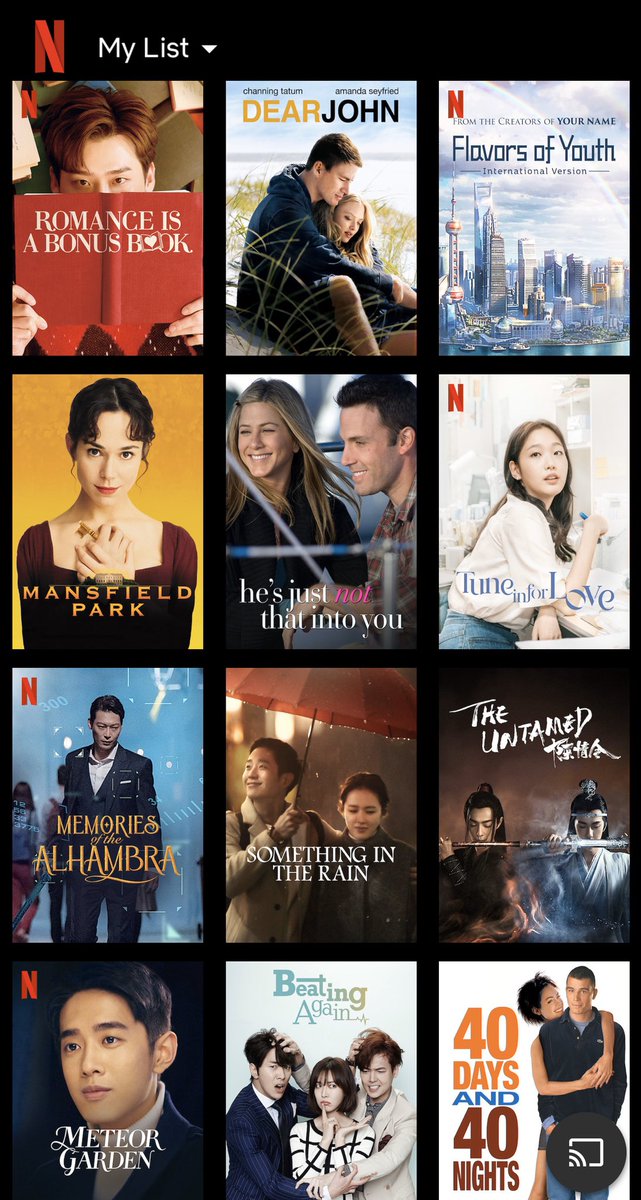 N
My List
N
ROMANCE IS
A BONUS BOOK
channing tatum amanda seyfried
DEAR JOHN
N
FROM THE CREATORS OF YOUR NAME
Flavors of Youth
International Version
MANSFIELD
PARK
he's just not
that into you
N
Tune in for Love
N
300
MEMORIES
of the
ALHAMBRA
SOMETHING IN
THE RAIN
THE
UNTAMED
陈情令
N
METEOR
GARDEN
Beating
Again
40
DAYS
AND
40
NIGHTS